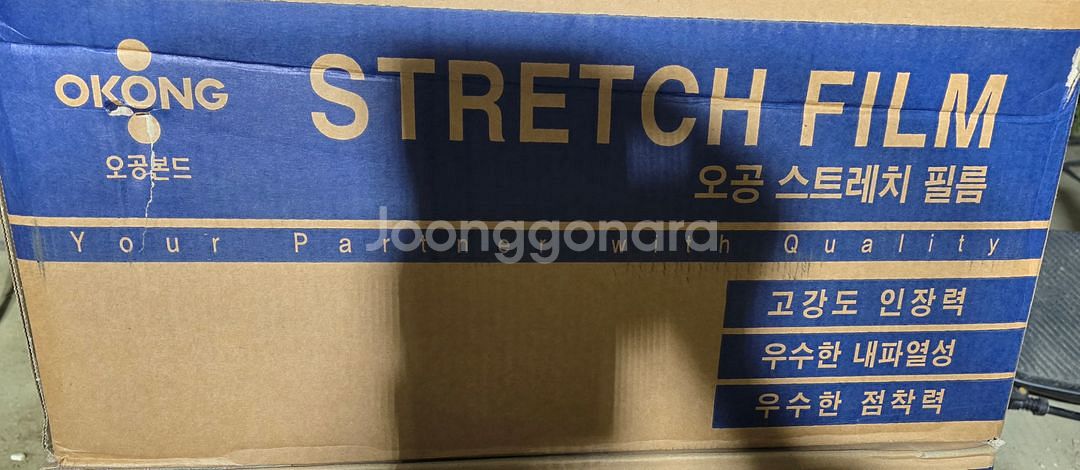 OKONG
오공본드
STRETCH FILM
오공 스트레치 필름
Your Partner with Quality
Joonggonara
고강도 인장력
우수한 내파열성
우수한 점착력